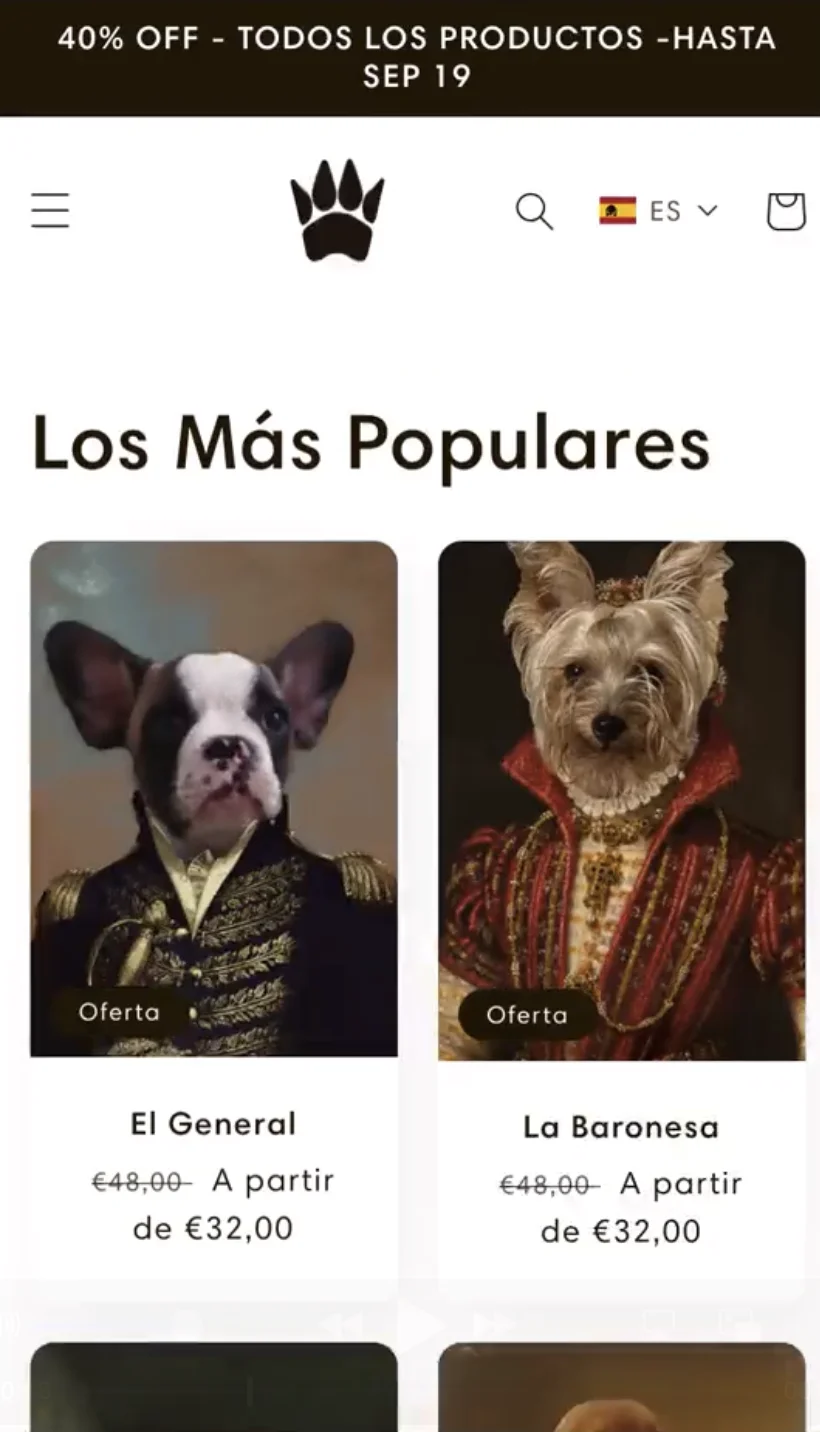 40% OFF - TODOS LOS PRODUCTOS -HASTA
SEP 19
ES
Los Más Populares
Oferta
Oferta
El General
La Baronesa
€48,00 A partir
de €32,00
€48,00 A partir
de €32,00